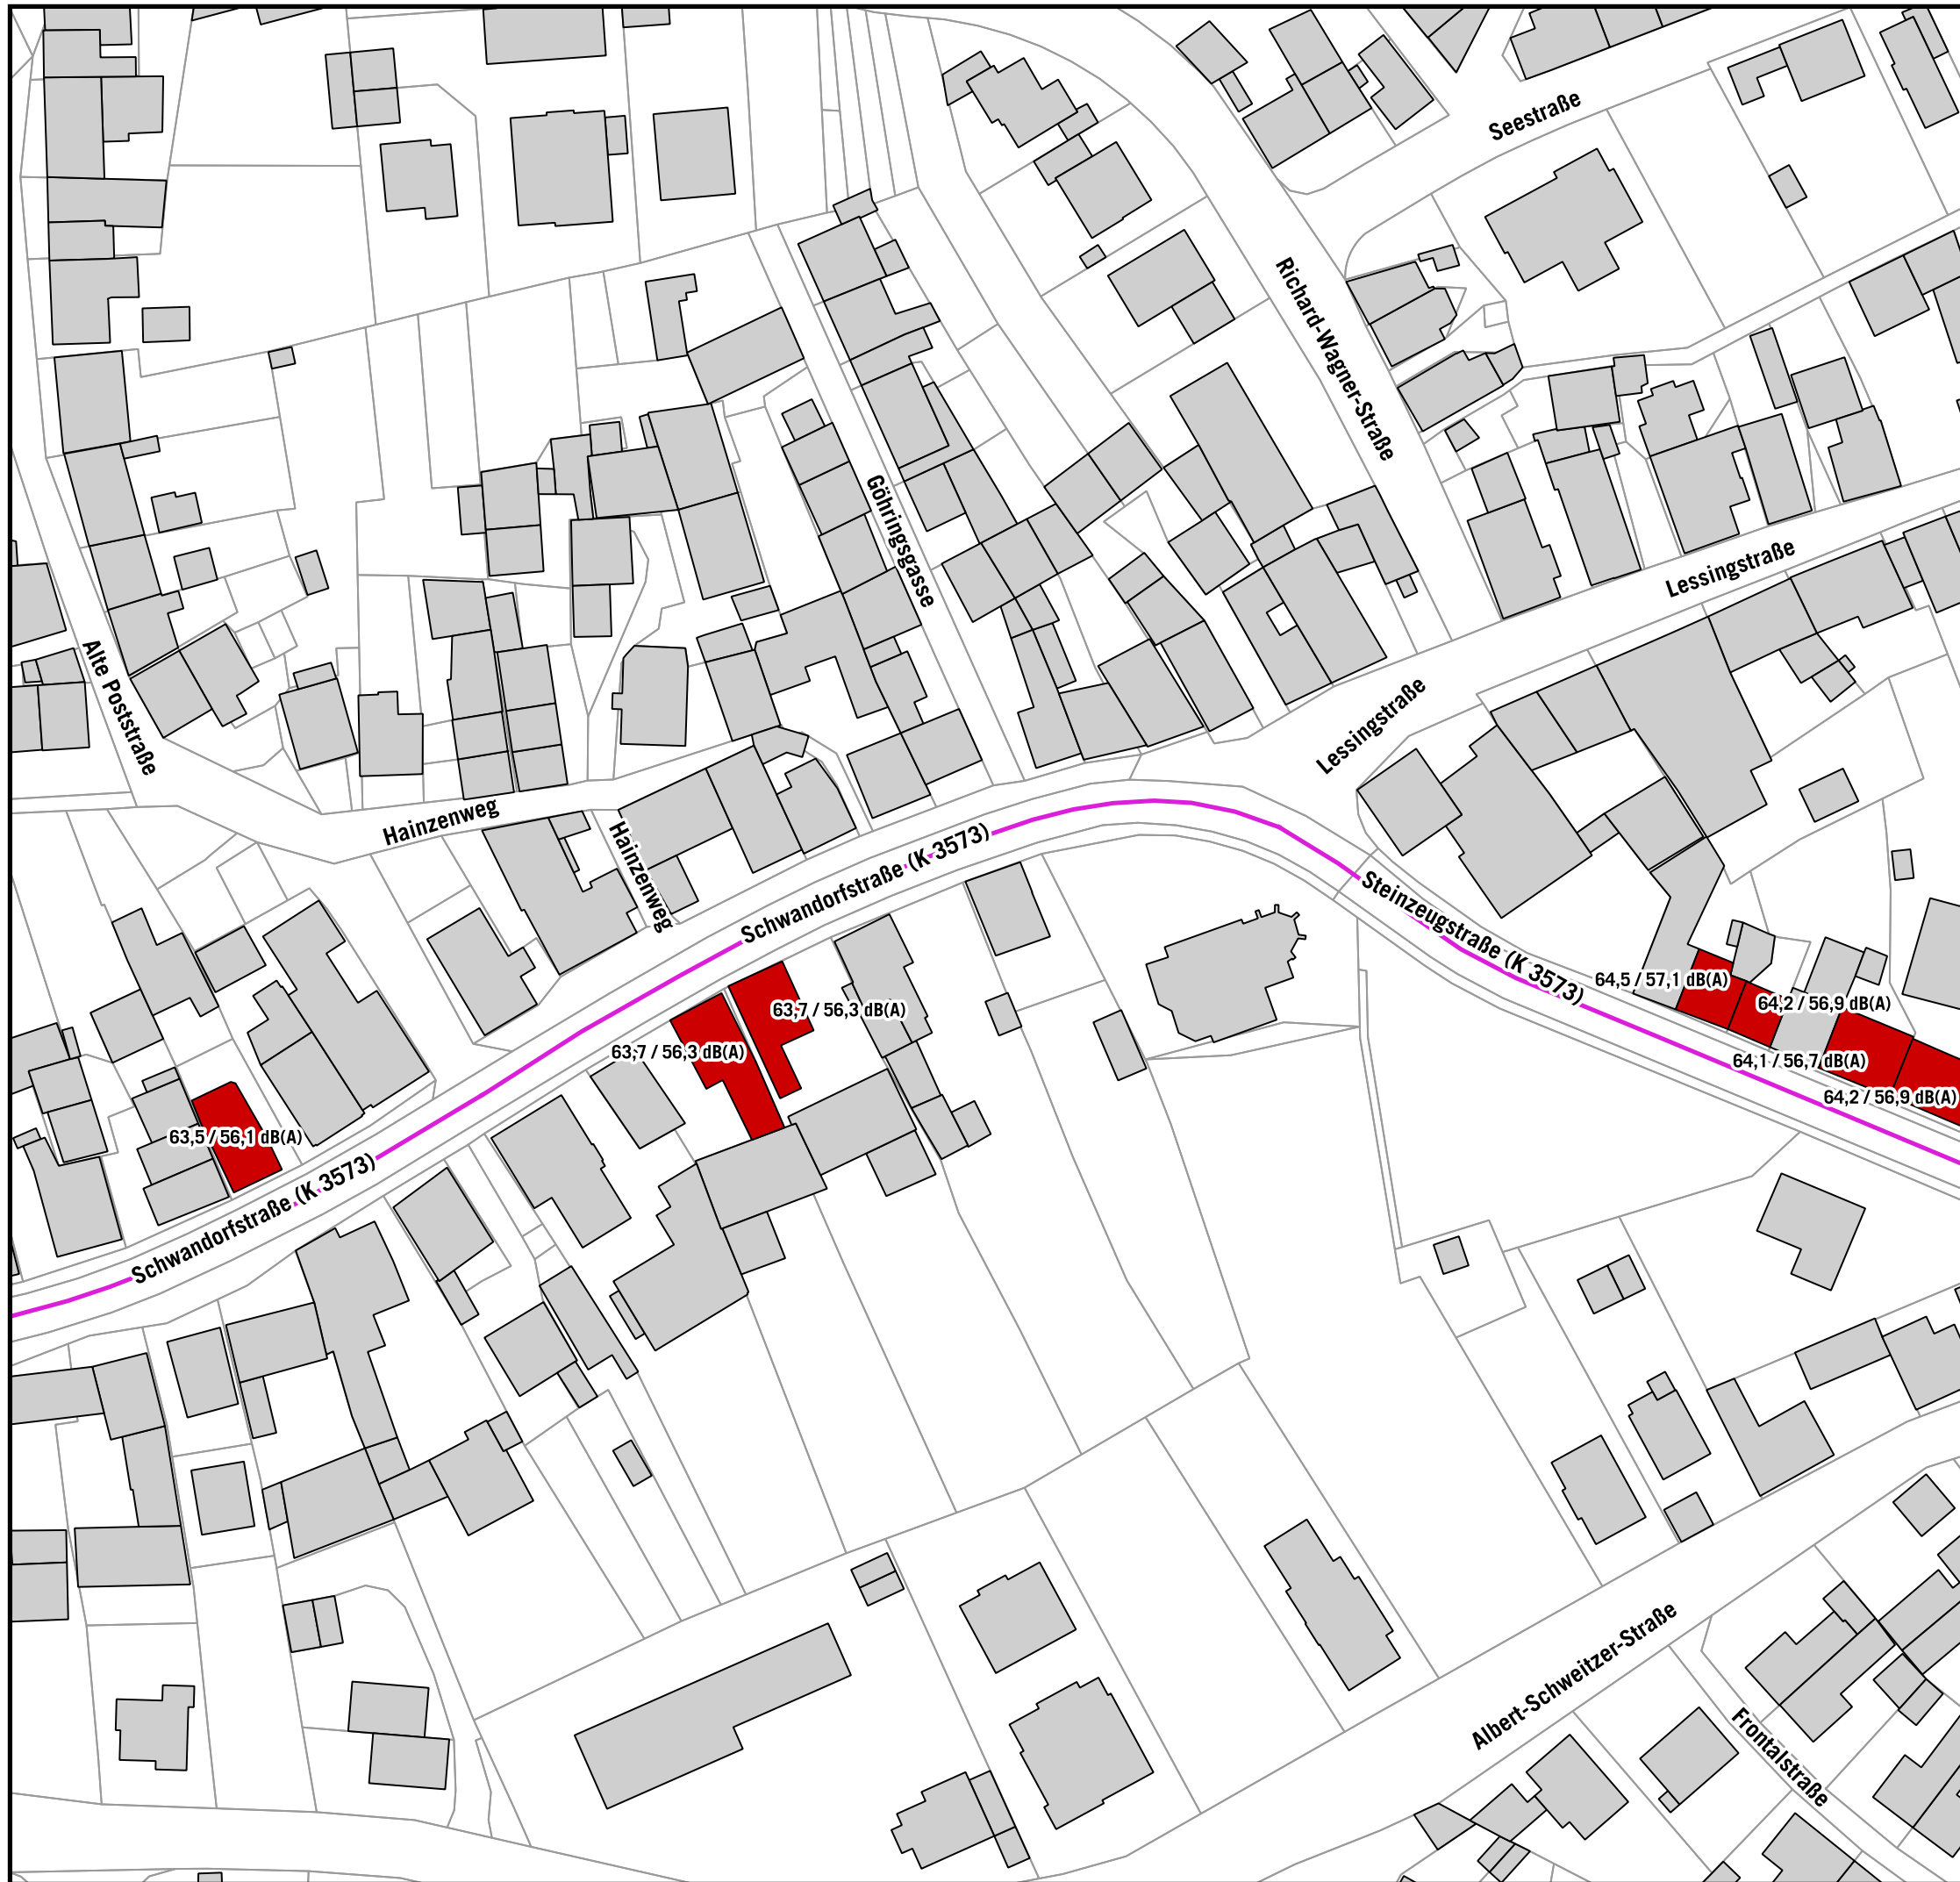 Seestraße
Richard-Wagner-Straße
Göhringsgasse
Lessingstraße
Alte Poststraße
Lessingstraße
Hainzenweg
Hainzenweg
Schwandorfstraße (K 3573)
Steinzeugstraße (K 3573)
64,5 / 57,1 dB(A)
64,2 / 56,9 dB(A)
63,7 / 56,3 dB(A)
63,7 / 56,3 dB(A)
64,1 / 56,7 dB(A)
64,2 / 56,9 dB(A)
63,5 / 56,1 dB(A)
Schwandorfstraße (K 3573)
Albert-Schweitzer-Straße
Frontalstraße